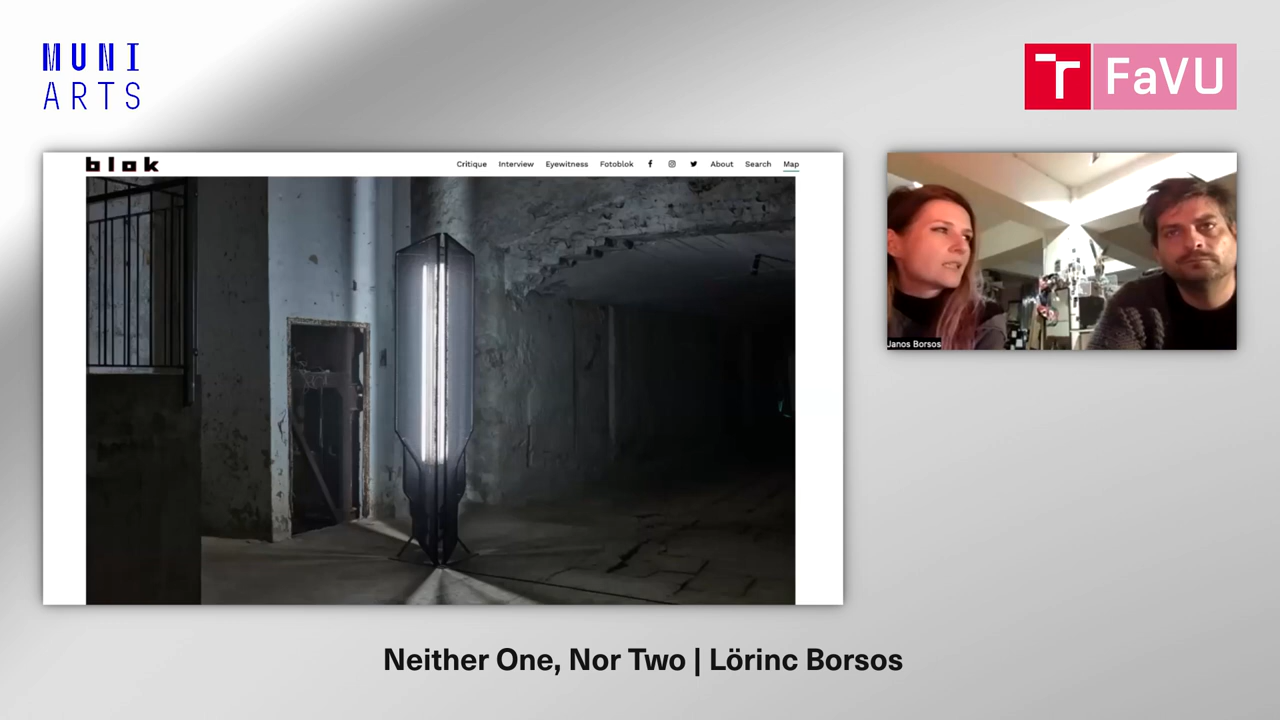 MUNI
ARTS
FaVU
blok
Critique Interview Eyewitness Fotoblok About Search Map
Janos Borsos
Neither One, Nor Two | Lörinc Borsos